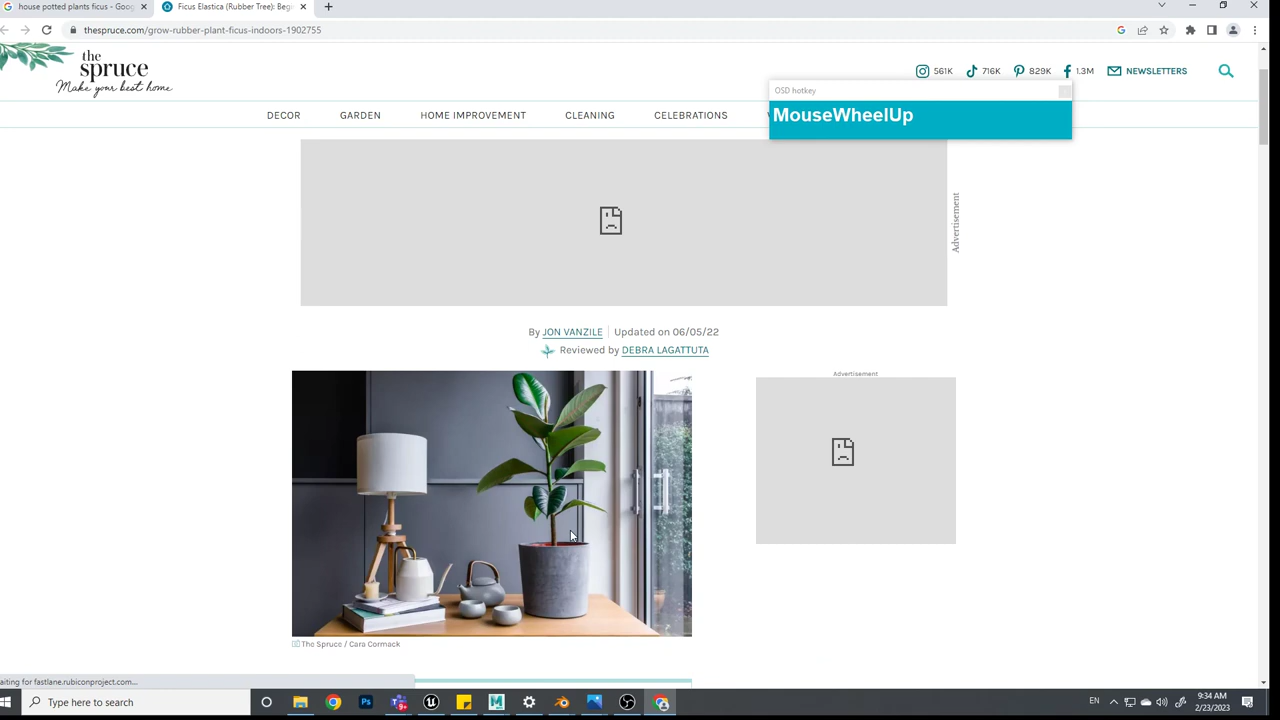 house potted plants ficus - Goog
Ficus Elastica (Rubber Tree): Begi
thespruce.com/grow-rubber-plant-ficus-indoors-1902755
the
spruce
Make your best home
561K
716K
829K
1.3M
NEWSLETTERS
OSD hotkey
MouseWheelUp
DECOR
GARDEN
HOME IMPROVEMENT
CLEANING
CELEBRATIONS
Advertisement
By JON VANZILE
Updated on 06/05/22
Reviewed by DEBRA LAGATTUTA
Advertisement
The Spruce / Cara Cormack
aiting for fastlane.rubiconproject.com...
Type here to search
EN
9:34 AM
2/23/2023